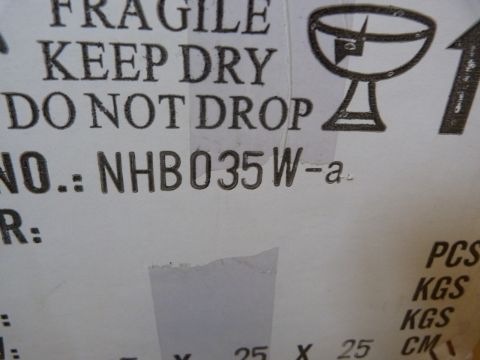 FRAGILE
KEEP DRY
DO NOT DROP
NO.: NHB035W-a
R:
PCS
KGS
: KGS
: x 25 x 25 CM